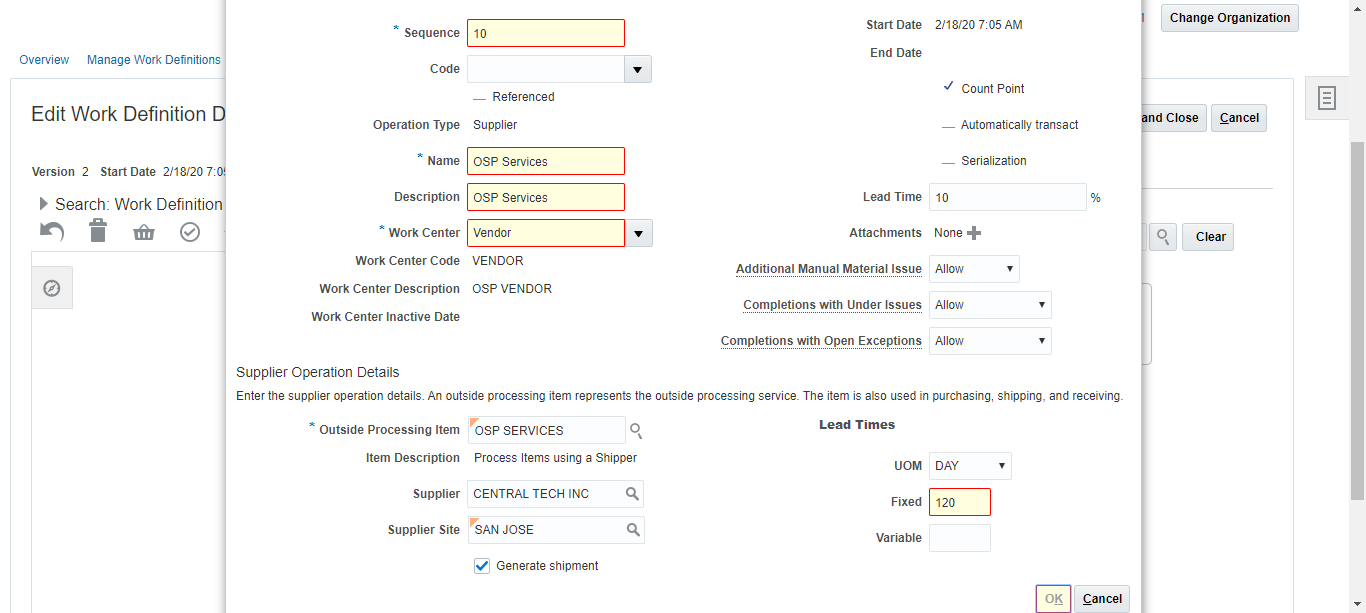 Change Organization
Overview Manage Work Definitions
Edit Work Definition D
and Close Cancel
Version 2 Start Date 2/18/20 7:05
Search: Work Definition
Clear
* Sequence 10
Code
Referenced
Operation Type Supplier
* Name OSP Services
Description OSP Services
* Work Center Vendor
Work Center Code VENDOR
Work Center Description OSP VENDOR
Work Center Inactive Date
Start Date 2/18/20 7:05 AM
End Date
Count Point
Automatically transact
Serialization
Lead Time 10 %
Attachments None
Additional Manual Material Issue Allow
Completions with Under Issues Allow
Completions with Open Exceptions Allow
Supplier Operation Details
Enter the supplier operation details. An outside processing item represents the outside processing service. The item is also used in purchasing, shipping, and receiving.
* Outside Processing Item OSP SERVICES
Item Description Process Items using a Shipper
Supplier CENTRAL TECH INC
Supplier Site SAN JOSE
Generate shipment
Lead Times
UOM DAY
Fixed 120
Variable
OK Cancel